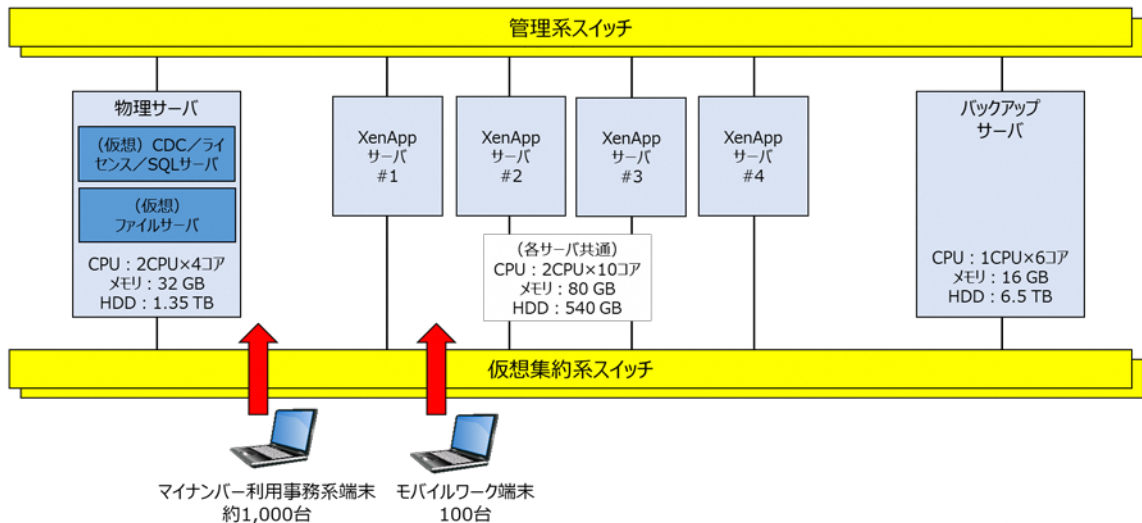 管理系スイッチ
物理サーバ
(仮想) CDC/ライ
センス/SQLサーバ
(仮想)
ファイルサーバ
CPU:2CPU×4コア
メモリ:32 GB
HDD:1.35 TB
XenApp
サーバ
#1
XenApp
サーバ
#2
XenApp
サーバ
#3
XenApp
サーバ
#4
(各サーバ共通)
CPU:2CPU×10コア
メモリ:80 GB
HDD:540 GB
バックアップ
サーバ
CPU:1CPU×6コア
メモリ:16 GB
HDD:6.5 TB
仮想集約系スイッチ
マイナンバー利用事務系端末
約1,000台
モバイルワーク端末
100台